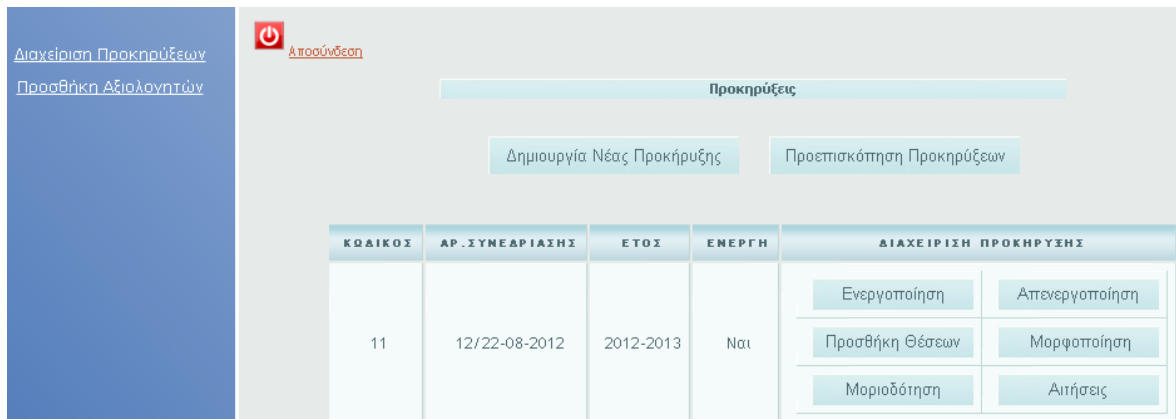 Διαχείριση Προκηρύξεων
Προσθήκη Αξιολογητών
Αποσύνδεση
Προκηρύξεις
Δημιουργία Νέας Προκήρυξης Προεπισκόπηση Προκηρύξεων
ΚΩΔΙΚΟΣ ΑΡ.ΣΥΝΕΔΡΙΑΣΗΣ ΕΤΟΣ ΕΝΕΡΓΗ ΔΙΑΧΕΙΡΙΣΗ ΠΡΟΚΗΡΥΞΗΣ
Ενεργοποίηση Απενεργοποίηση
11 12/22-08-2012 2012-2013 Ναι Προσθήκη Θέσεων Μορφοποίηση
Μοριοδότηση Αιτήσεις